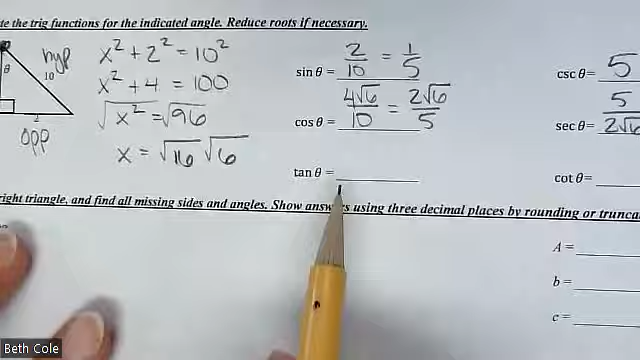 te the trig functions for the indicated angle. Reduce roots if necessary.
θ
hyp
10
2
opp
x² + 2² = 10²
x² + 4 = 100
√x² = √96
x = √16 √6
sin θ = 2/10 = 1/5
cos θ = 4√6/10 = 2√6/5
tan θ =
csc θ= 5
sec θ= 5/2√6
cot θ=
right triangle, and find all missing sides and angles. Show answers using three decimal places by rounding or trunca
A =
b =
c =
Beth Cole